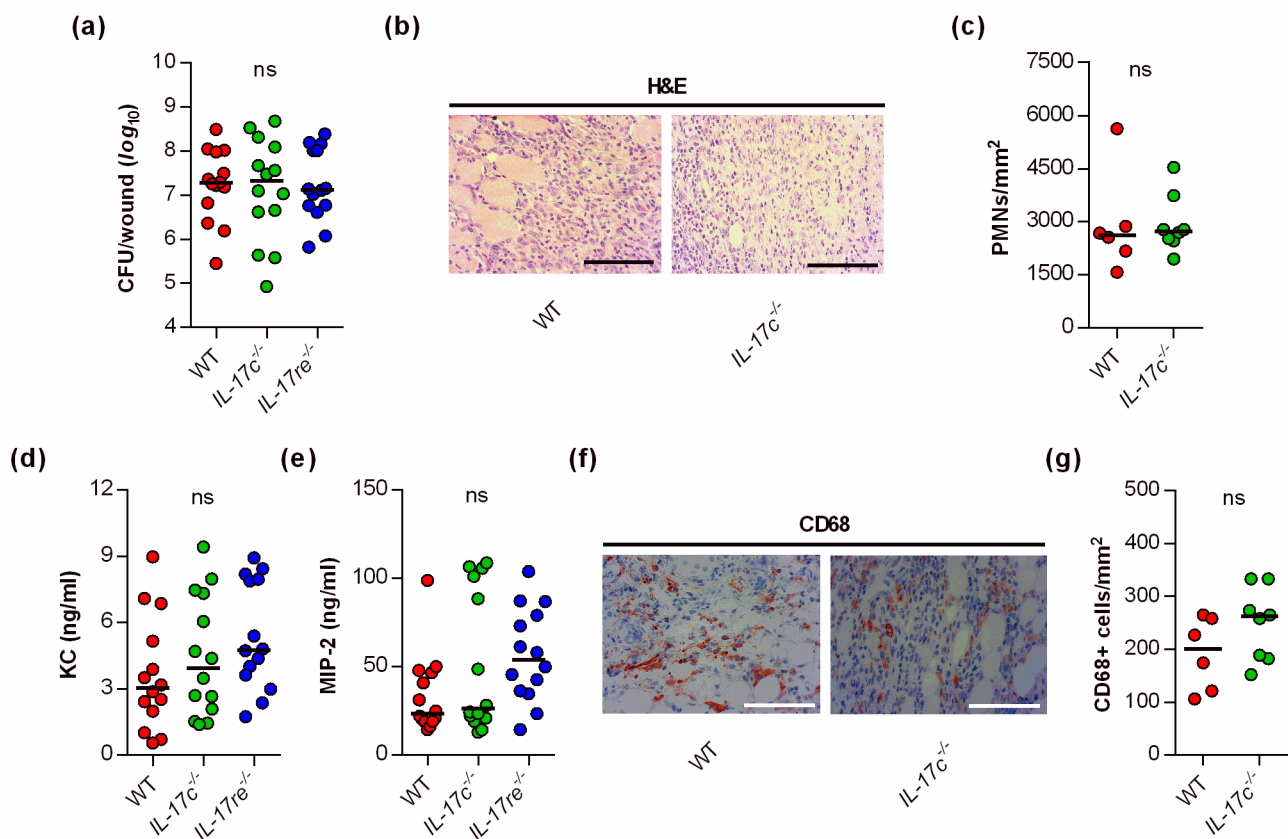 (a)
CFU/wound (log10)
10
9
8
7
6
5
4
ns
WT
IL-17c-/-
IL-17re-/-
(b)
H&E
WT
IL-17c-/-
(c)
PMNs/mm2
7500
6000
4500
3000
1500
0
ns
WT
IL-17c-/-
(d)
KC (ng/ml)
12
9
6
3
0
ns
WT
IL-17c-/-
IL-17re-/-
(e)
MIP-2 (ng/ml)
150
100
50
0
ns
WT
IL-17c-/-
IL-17re-/-
(f)
CD68
WT
IL-17c-/-
(g)
CD68+ cells/mm2
500
400
300
200
100
0
ns
WT
IL-17c-/-